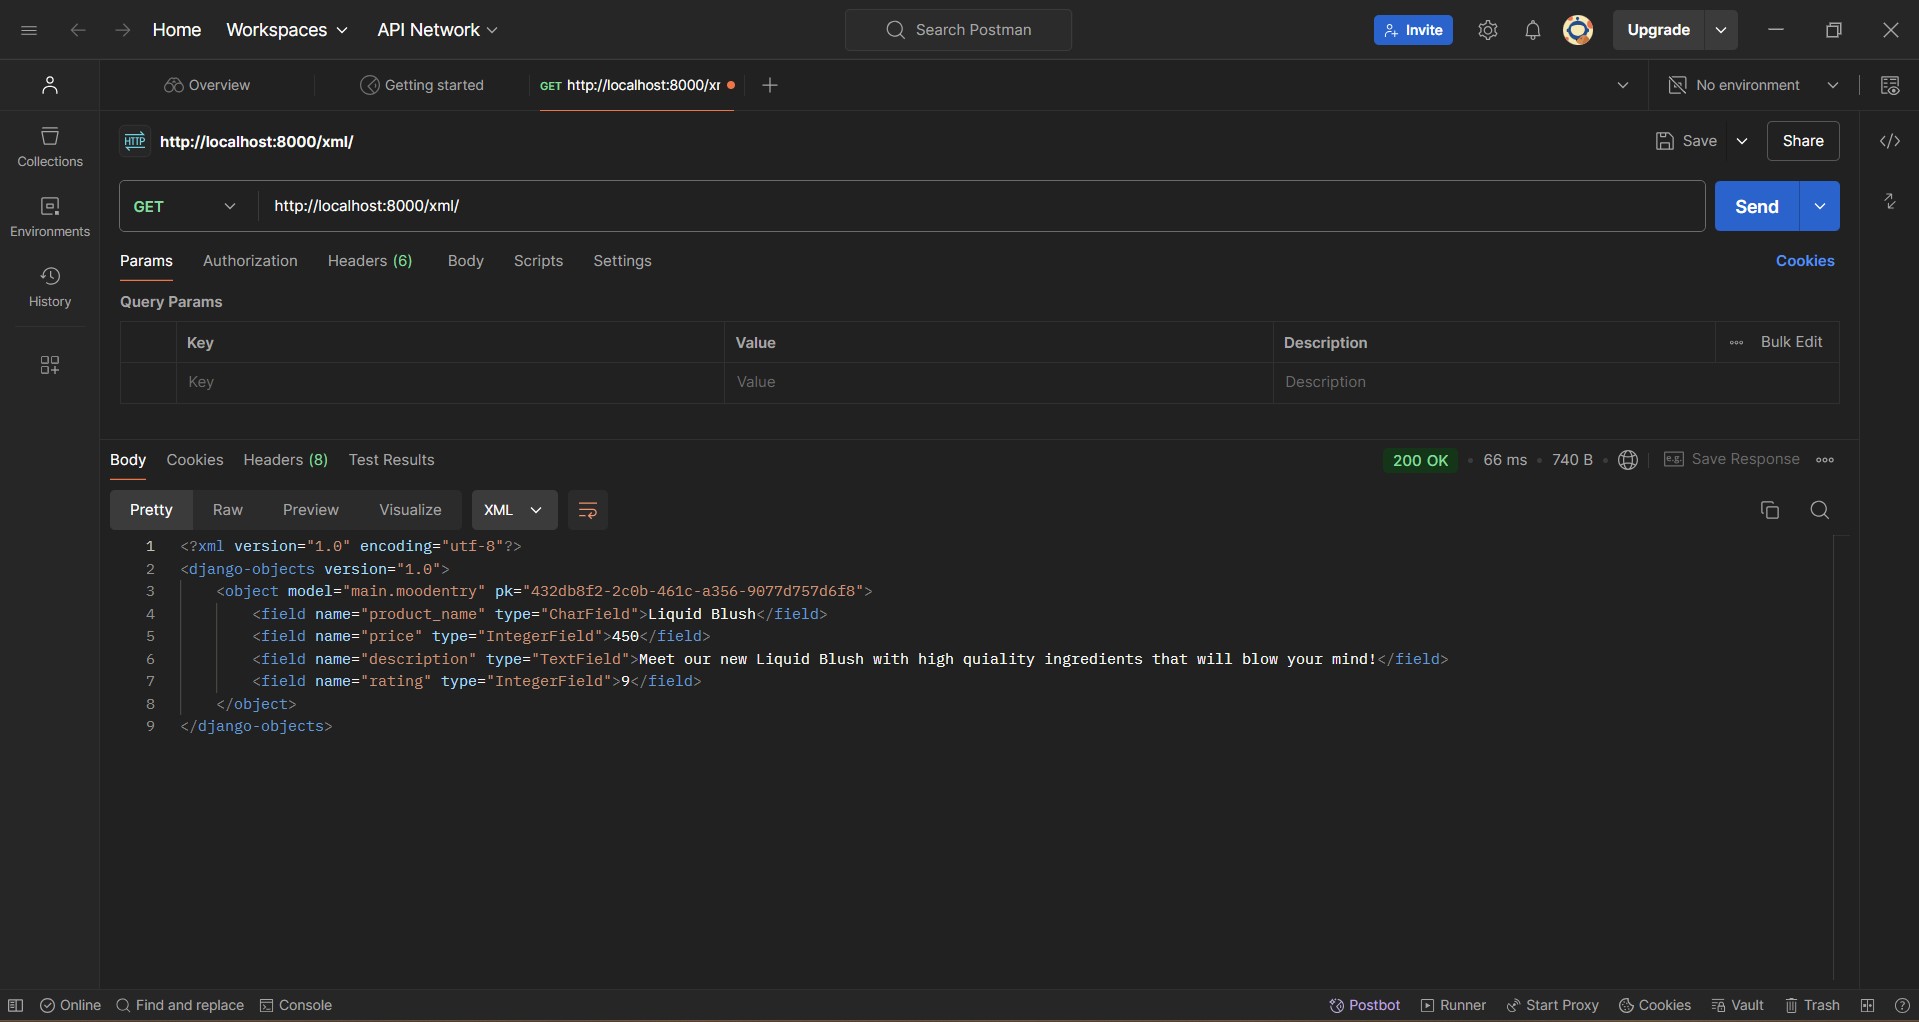 Home Workspaces API Network Search Postman Invite Upgrade
Overview Getting started GET http://localhost:8000/xr No environment
HTTP http://localhost:8000/xml/ Save Share
Collections
GET http://localhost:8000/xml/ Send
Environments
Params Authorization Headers (6) Body Scripts Settings Cookies
History
Query Params
Key Value Description Bulk Edit
Key Value Description
Body Cookies Headers (8) Test Results 200 OK 66 ms 740 B e.g. Save Response
Pretty Raw Preview Visualize XML
1 <?xml version="1.0" encoding="utf-8"?>
2 <django-objects version="1.0">
3 <object model="main.moodentry" pk="432db8f2-2c0b-461c-a356-9077d757d6f8">
4 <field name="product_name" type="CharField">Liquid Blush</field>
5 <field name="price" type="IntegerField">450</field>
6 <field name="description" type="TextField">Meet our new Liquid Blush with high quiality ingredients that will blow your mind!</field>
7 <field name="rating" type="IntegerField">9</field>
8 </object>
9 </django-objects>
Online Find and replace Console Postbot Runner Start Proxy Cookies Vault Trash